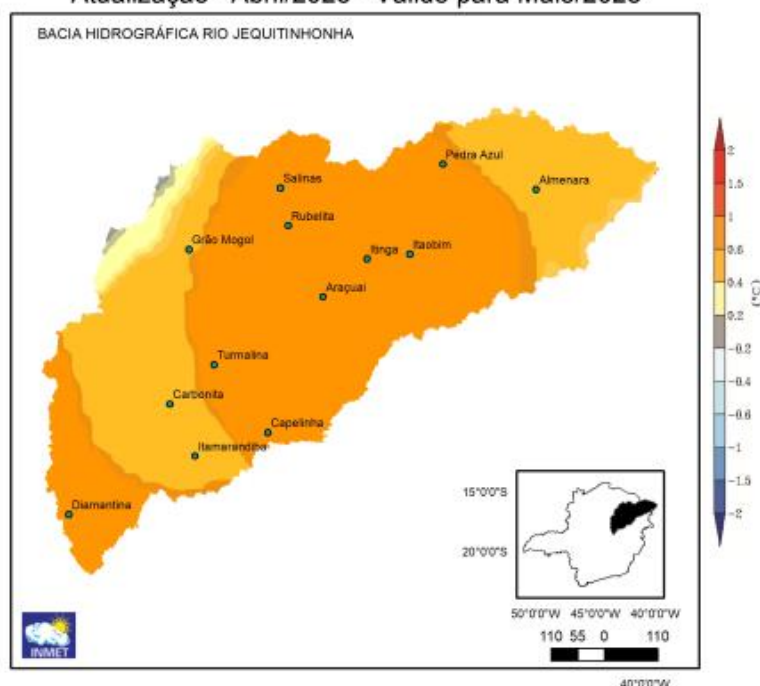 BACIA HIDROGRÁFICA RIO JEQUITINHONHA
Pedra Azul
Salinas
Almenara
Rubelita
Grão Mogol
Itinga
Itaobim
Araçuaí
Turmalina
Carbonita
Capelinha
Itamarandiba
Diamantina
2
1.5
1
0.6
0.4
0.2
-0.2
-0.4
-0.6
-1
-1.5
-2
(°C)
15°0'0"S
20°0'0"S
50°0'0"W 45°0'0"W 40°0'0"W
110 55 0 110
INMET
40°0'0"W